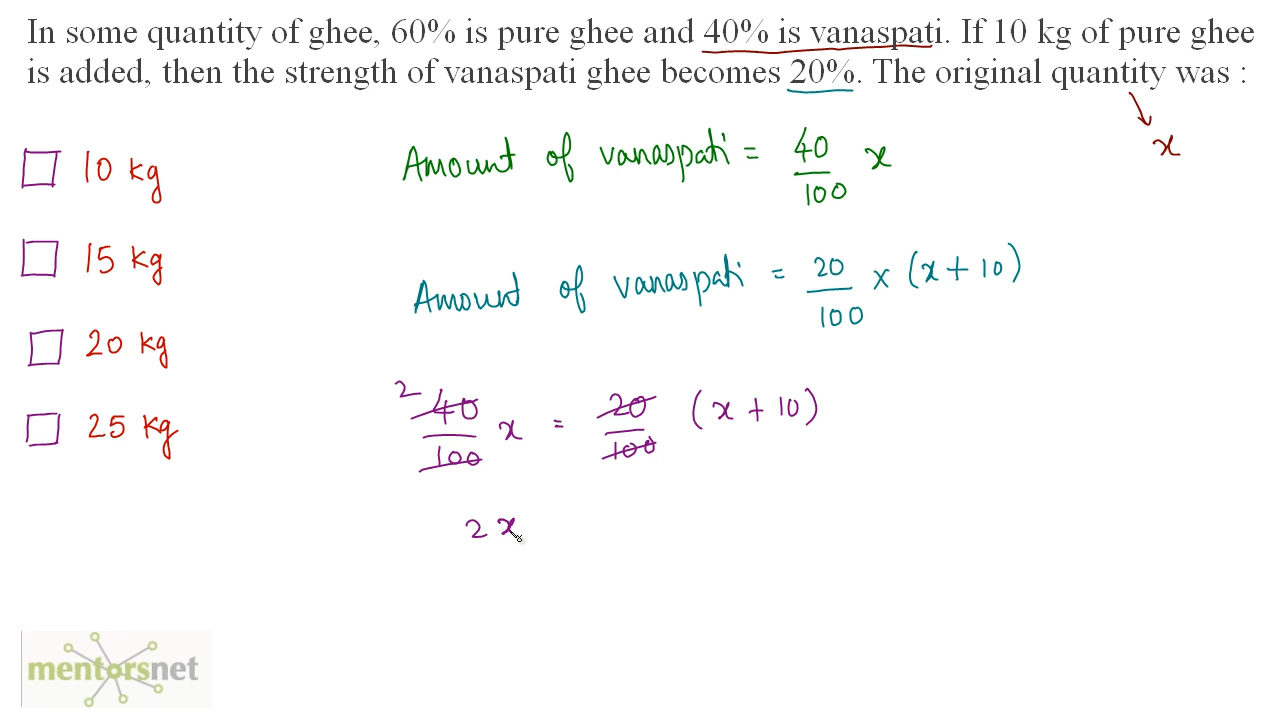 In some quantity of ghee, 60% is pure ghee and 40% is vanaspati. If 10 kg of pure ghee
is added, then the strength of vanaspati ghee becomes 20%. The original quantity was :
x
10 kg
15 kg
20 kg
25 kg
Amount of vanaspati = 40/100 x
Amount of vanaspati = 20/100 × (x + 10)
2 40/100 x = 20/100 (x + 10)
2x
mentorsnet